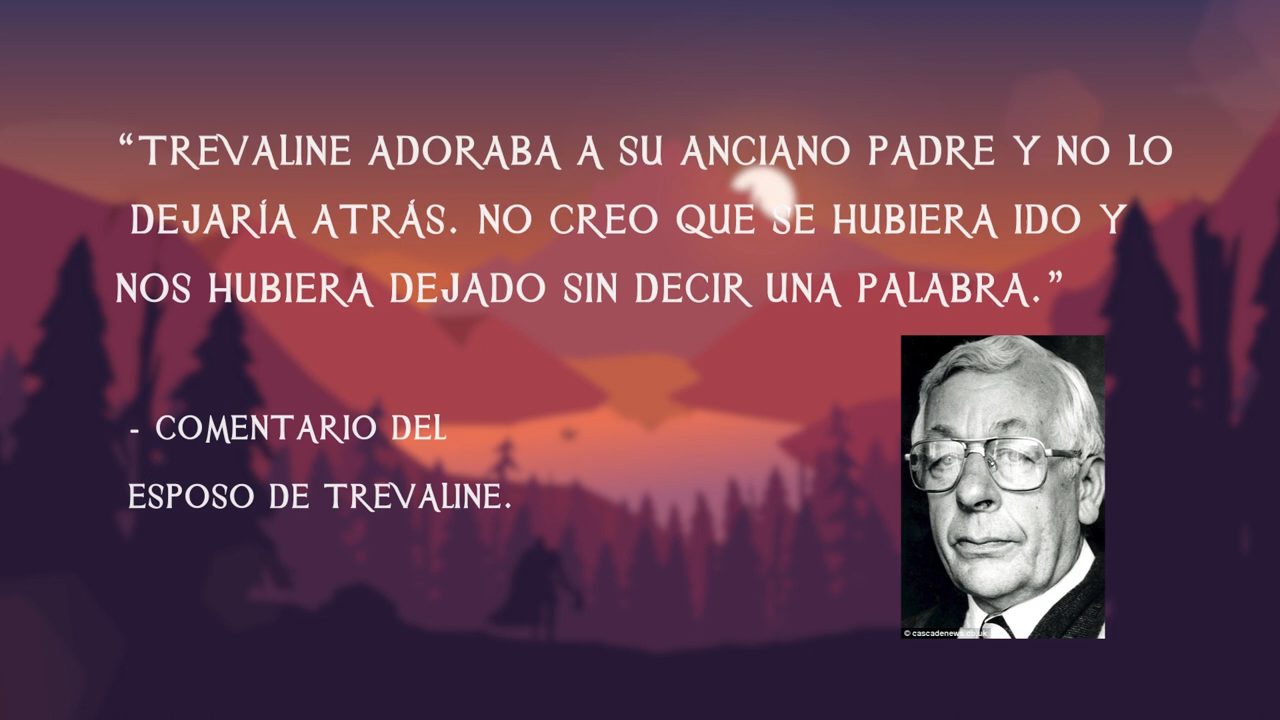 “TREVALINE ADORABA A SU ANCIANO PADRE Y NO LO
DEJARÍA ATRÁS. NO CREO QUE SE HUBIERA IDO Y
NOS HUBIERA DEJADO SIN DECIR UNA PALABRA.”
- COMENTARIO DEL
ESPOSO DE TREVALINE.
© cascadenews.co.uk